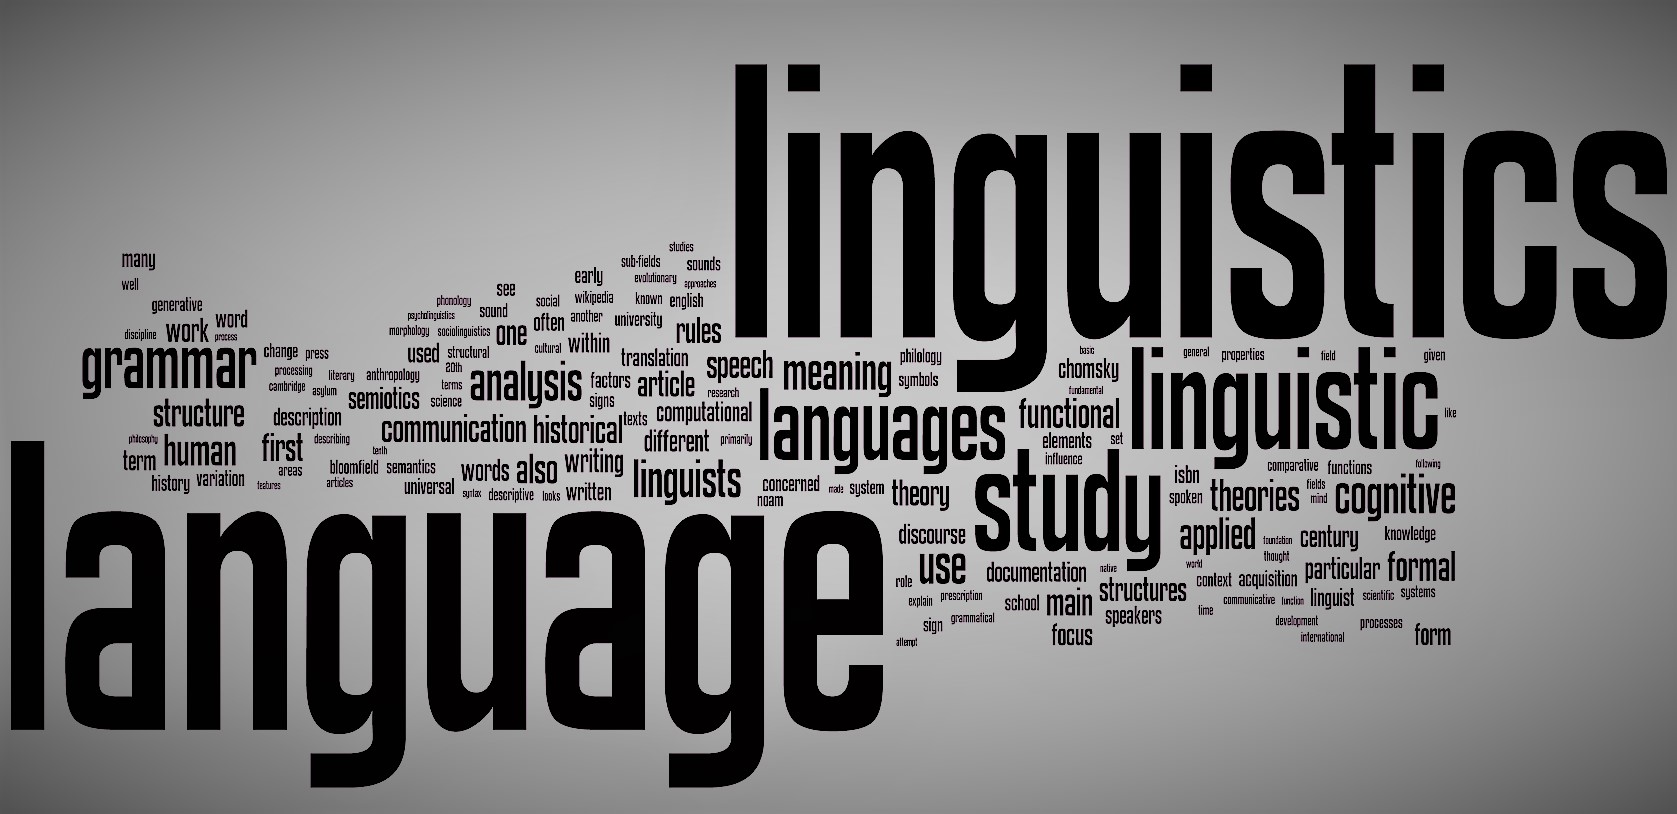 linguistics
studies
many
sub-fields
sounds
early
evolutionary
well
approaches
see
generative
phonology
social
wikipedia
known
english
psycholinguistics
sound
often
another
university
discipline
work
word
process
morphology
sociolinguistics
one
rules
cultural
within
grammar
change
press
used
structural
translation
speech
meaning
philology
basic
chomsky
general
properties
field
given
linguistic
processing
literary
anthropology
20th
analysis
factors
article
symbols
cambridge
asylum
terms
research
fundamental
semiotics
science
signs
structure
description
texts
computational
languages
functional
like
communication
historical
philosophy
human
first
describing
different
primarily
elements
set
tenth
term
bloomfield
semantics
words
also
writing
linguists
influence
study
comparative
functions
following
history
variation
areas
features
articles
universal
syntax
descriptive
looks
written
concerned
noam
made
system
theory
isbn
spoken
theories
fields
mind
cognitive
language
discourse
applied
foundation
century
knowledge
use
thought
documentation
native
world
particular
formal
role
context
acquisition
structures
explain
prescription
school
main
communicative
function
linguist
scientific
systems
speakers
time
sign
grammatical
development
processes
focus
international
form
attempt